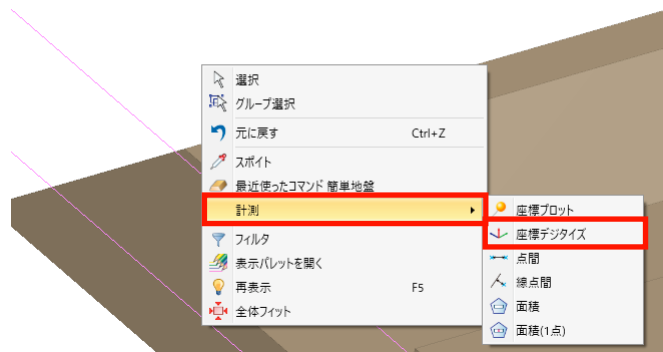 選択
グループ選択
元に戻す Ctrl+Z
スポイト
最近使ったコマンド 簡単地盤
計測
フィルタ
表示パレットを開く
再表示 F5
全体フィット
座標プロット
座標デジタイズ
点間
線点間
面積
面積(1点)